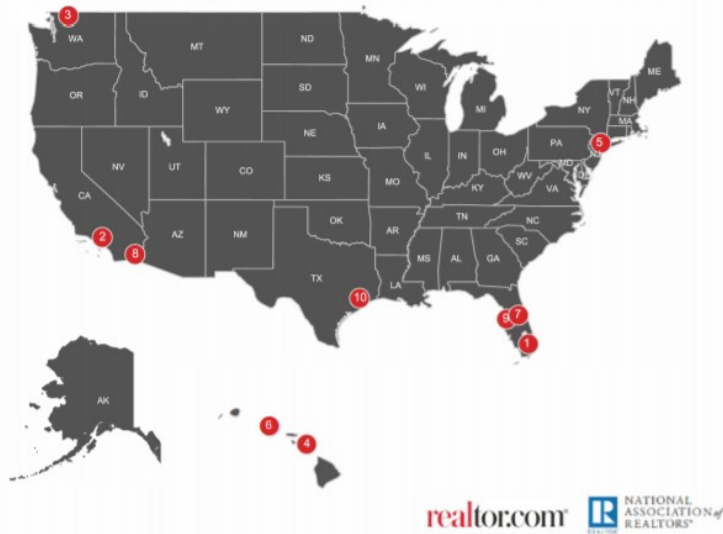 3
WA
MT
ND
MN
ME
OR
ID
WY
SD
WI
MI
VT
NH
NY
MA
NV
UT
CO
NE
IA
IL
IN
OH
PA
5
CA
KS
MO
KY
WV
VA
MD
2
8
AZ
NM
OK
AR
TN
NC
SC
TX
10
LA
MS
AL
GA
9
7
1
AK
6
4
realtor.com®
R
REALTOR
NATIONAL
ASSOCIATION of
REALTORS®